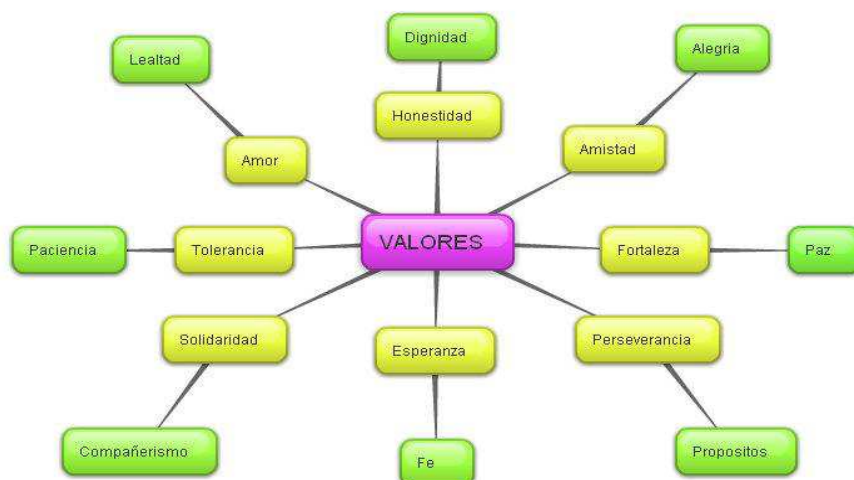 Dignidad
Alegria
Lealtad
Honestidad
Amistad
Amor
VALORES
Paciencia
Tolerancia
Fortaleza
Paz
Solidaridad
Esperanza
Perseverancia
Compañerismo
Fe
Propositos